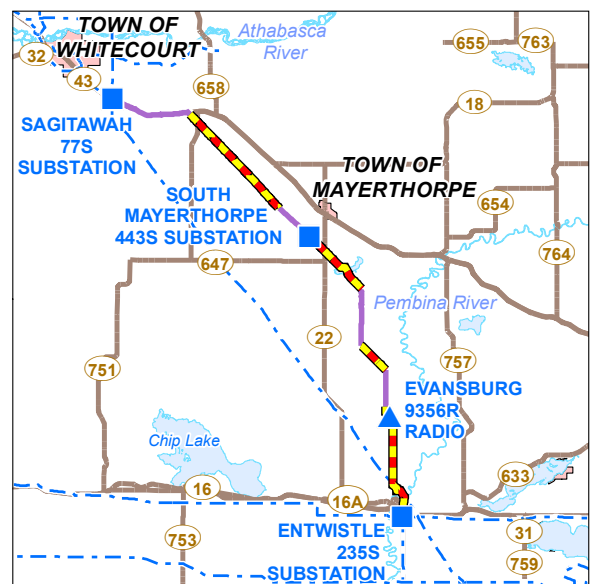 TOWN OF
WHITECOURT
Athabasca
River
32
43
658
655
763
18
SAGITAWAH
77S
SUBSTATION
TOWN OF
MAYERTHORPE
SOUTH
MAYERTHORPE
443S SUBSTATION
654
647
764
Pembina River
22
751
757
EVANSBURG
9356R
RADIO
Chip Lake
633
16
16A
ENTWISTLE
235S
SUBSTATION
753
31
759